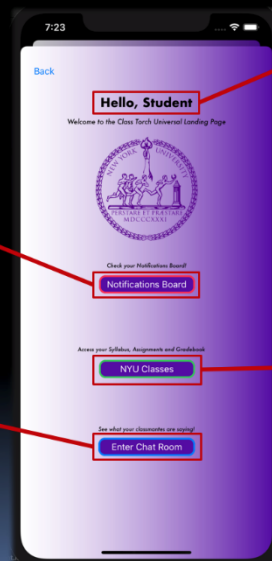 7:23
Back
Hello, Student
Welcome to the Class Torch Universal Landing Page
NEW YORK UNIVERSITY
PERSTARE ET PRÆSTARE
MDCCCXXXI
Check your Notifications Board!
Notifications Board
Access your Syllabus, Assignments and Gradebook
NYU Classes
See what your classmates are saying!
Enter Chat Room